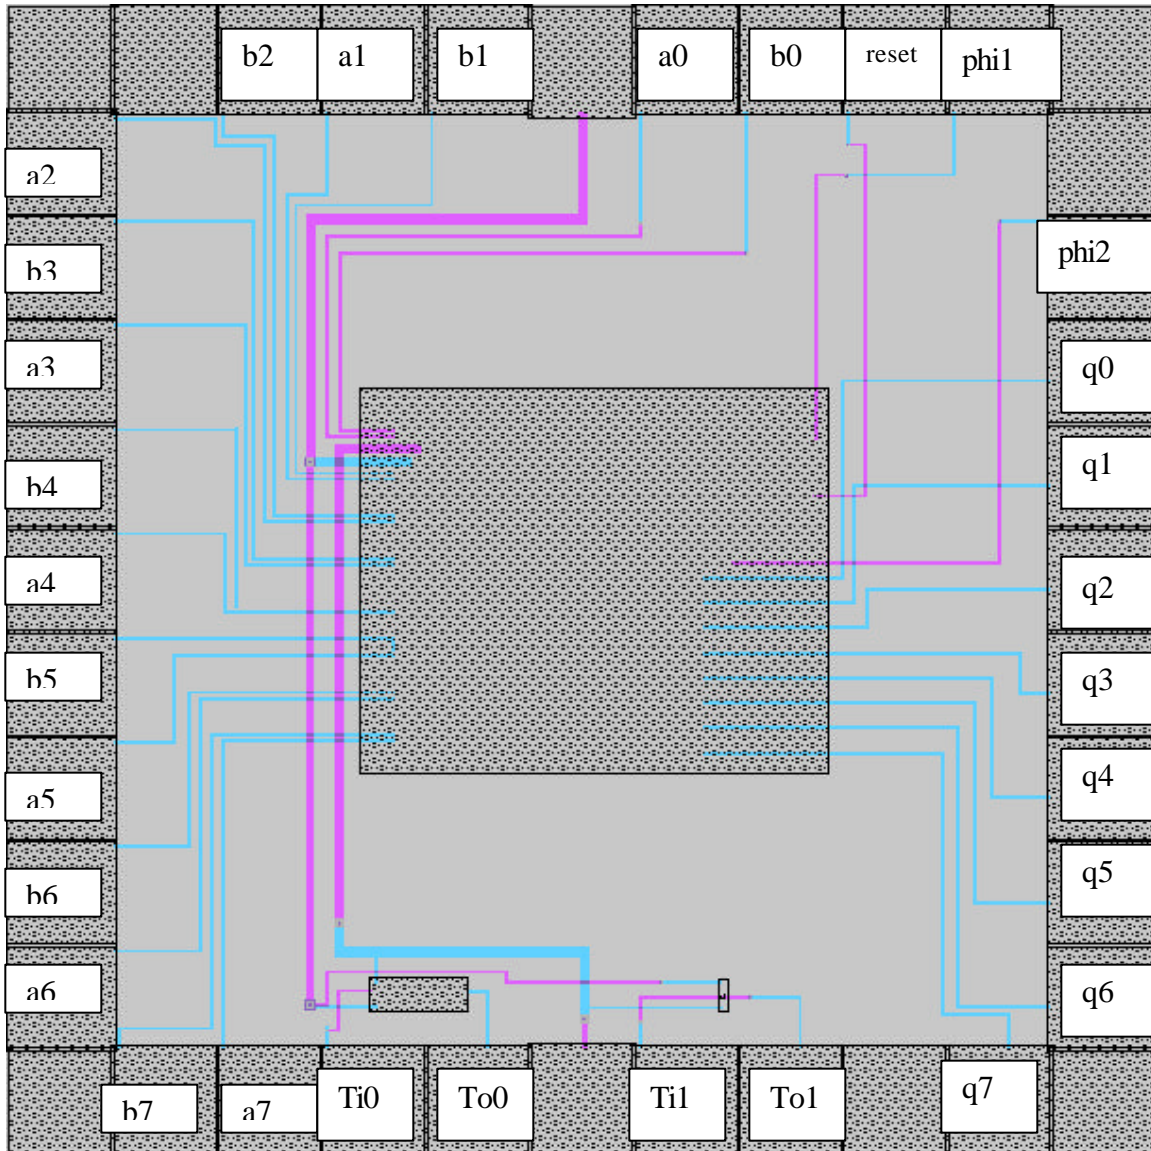 b2 a1 b1 a0 b0 reset phi1
a2
b3 phi2
a3 q0
b4 q1
a4 q2
b5 q3
a5 q4
b6 q5
a6 q6
b7 a7 Ti0 To0 Ti1 To1 q7